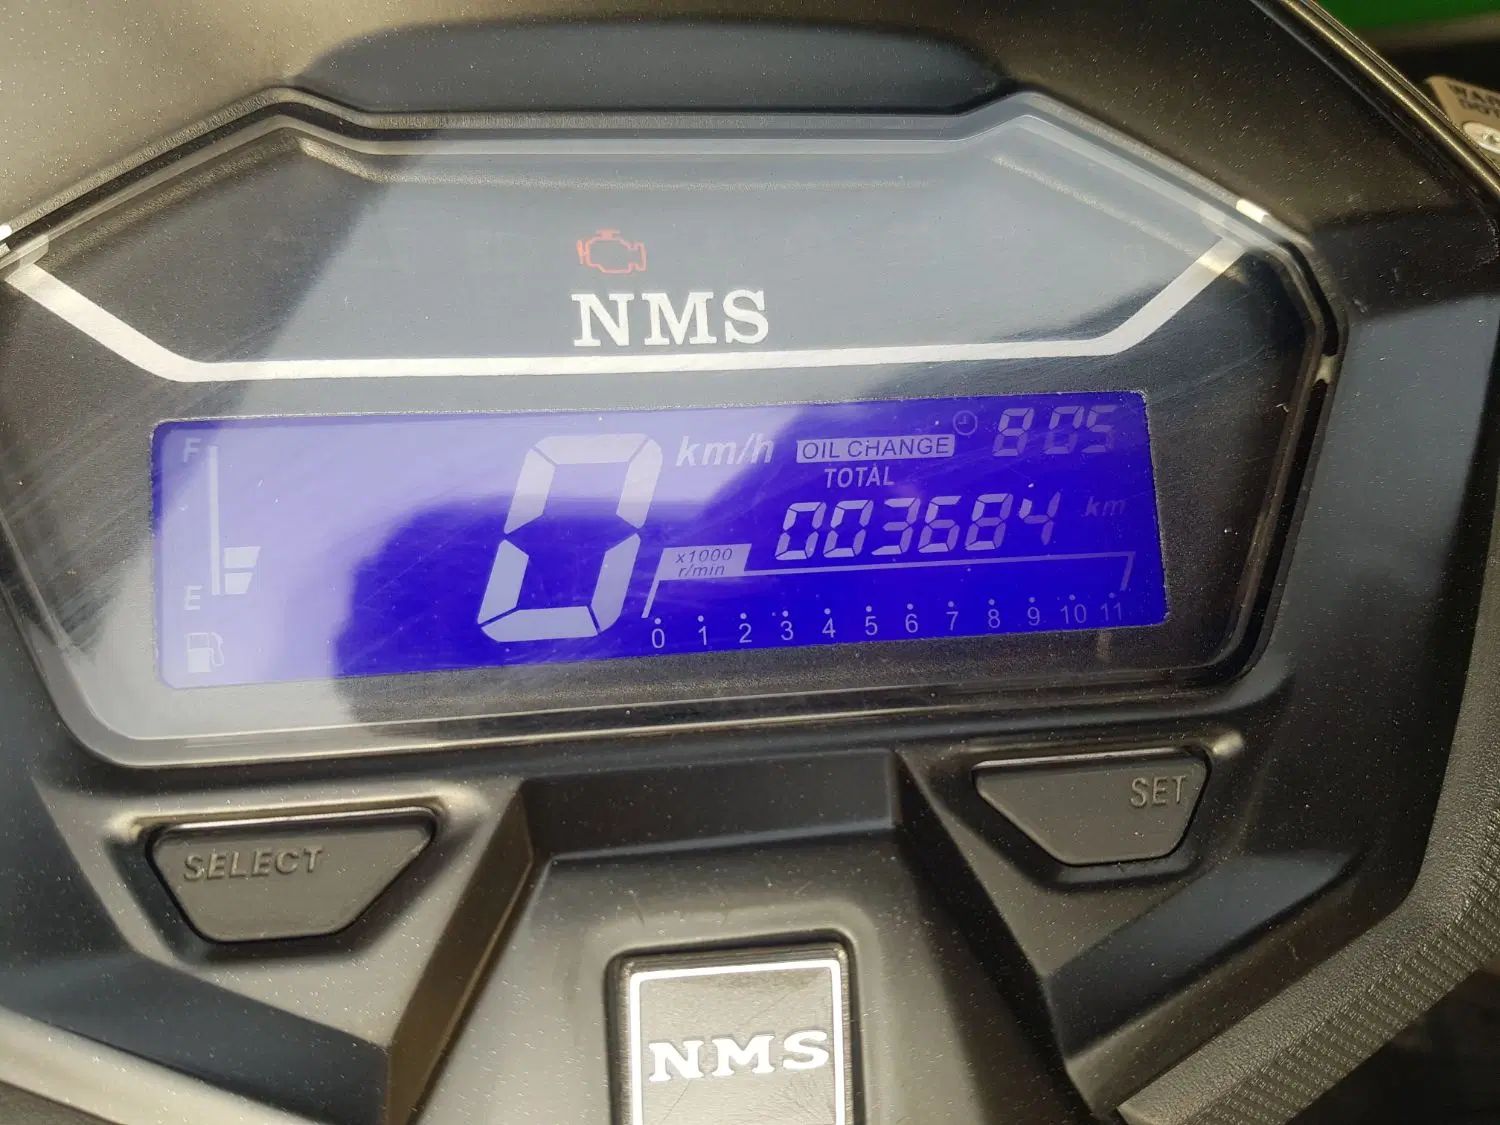 NMS
F
E
0 km/h
OIL CHANGE
8:05
TOTAL
003684 km
x1000
r/min
0 1 2 3 4 5 6 7 8 9 10 11
SELECT
SET
NMS